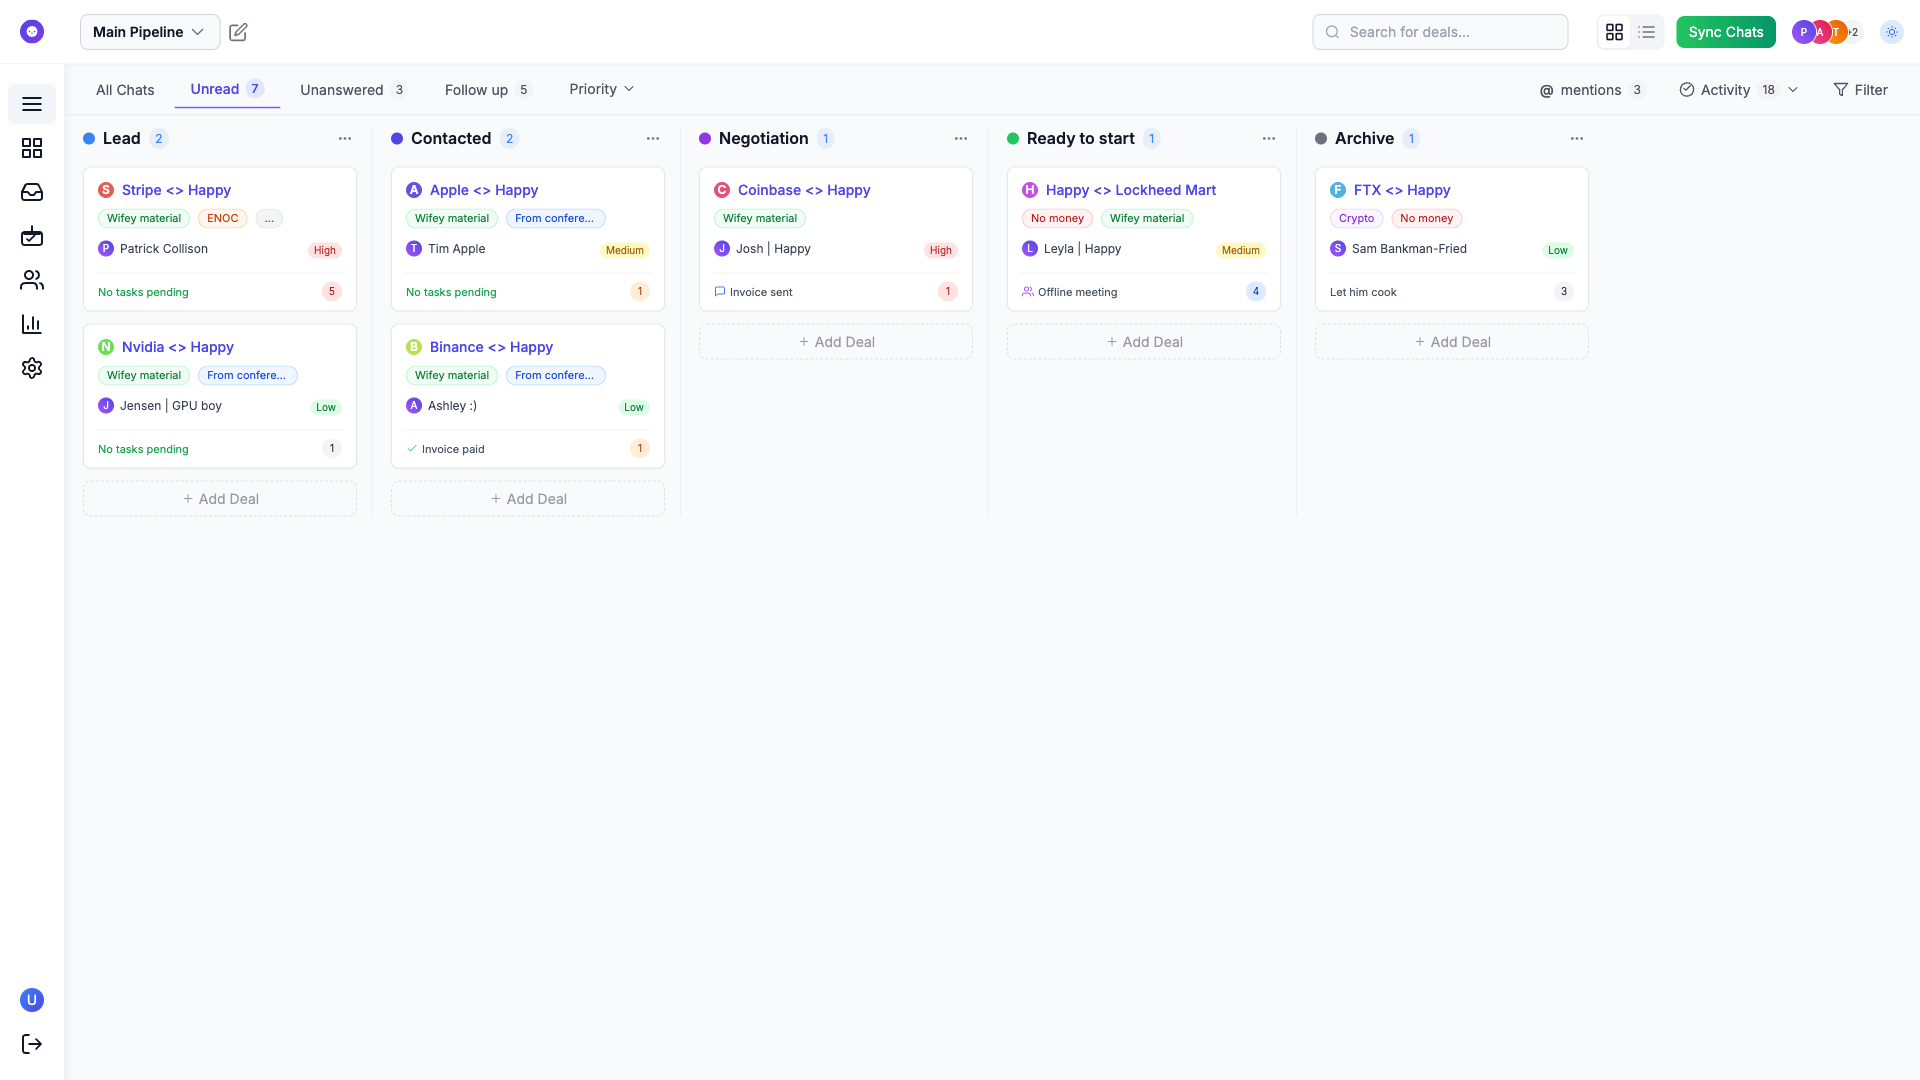 Main Pipeline
Search for deals...
Sync Chats
P A T +2
All Chats
Unread 7
Unanswered 3
Follow up 5
Priority
@ mentions 3
Activity 18
Filter
Lead 2
S Stripe <> Happy
Wifey material ENOC ...
P Patrick Collison High
No tasks pending 5
N Nvidia <> Happy
Wifey material From confere...
J Jensen | GPU boy Low
No tasks pending 1
+ Add Deal
Contacted 2
A Apple <> Happy
Wifey material From confere...
T Tim Apple Medium
No tasks pending 1
B Binance <> Happy
Wifey material From confere...
A Ashley :) Low
Invoice paid 1
+ Add Deal
Negotiation 1
C Coinbase <> Happy
Wifey material
J Josh | Happy High
Invoice sent 1
+ Add Deal
Ready to start 1
H Happy <> Lockheed Mart
No money Wifey material
L Leyla | Happy Medium
Offline meeting 4
+ Add Deal
Archive 1
F FTX <> Happy
Crypto No money
S Sam Bankman-Fried Low
Let him cook 3
+ Add Deal
U